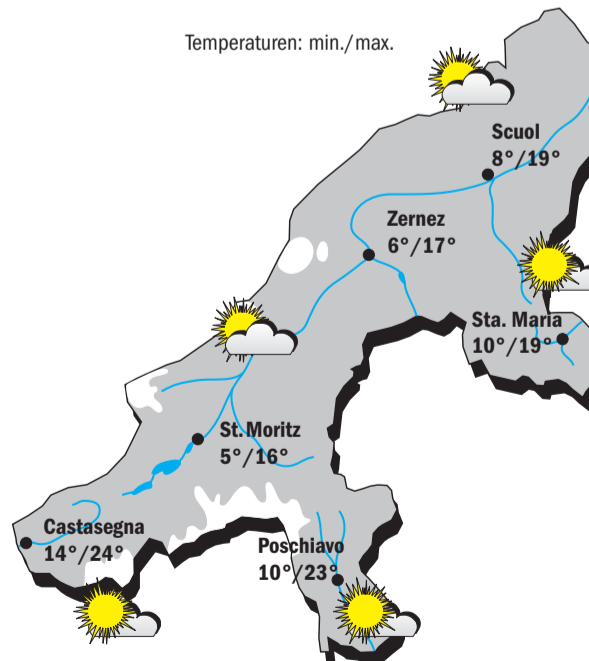 Temperaturen: min./max.
Scuol
8°/19°
Zernez
6°/17°
Sta. Maria
10°/19°
St. Moritz
5°/16°
Castasegna
14°/24°
Poschiavo
10°/23°